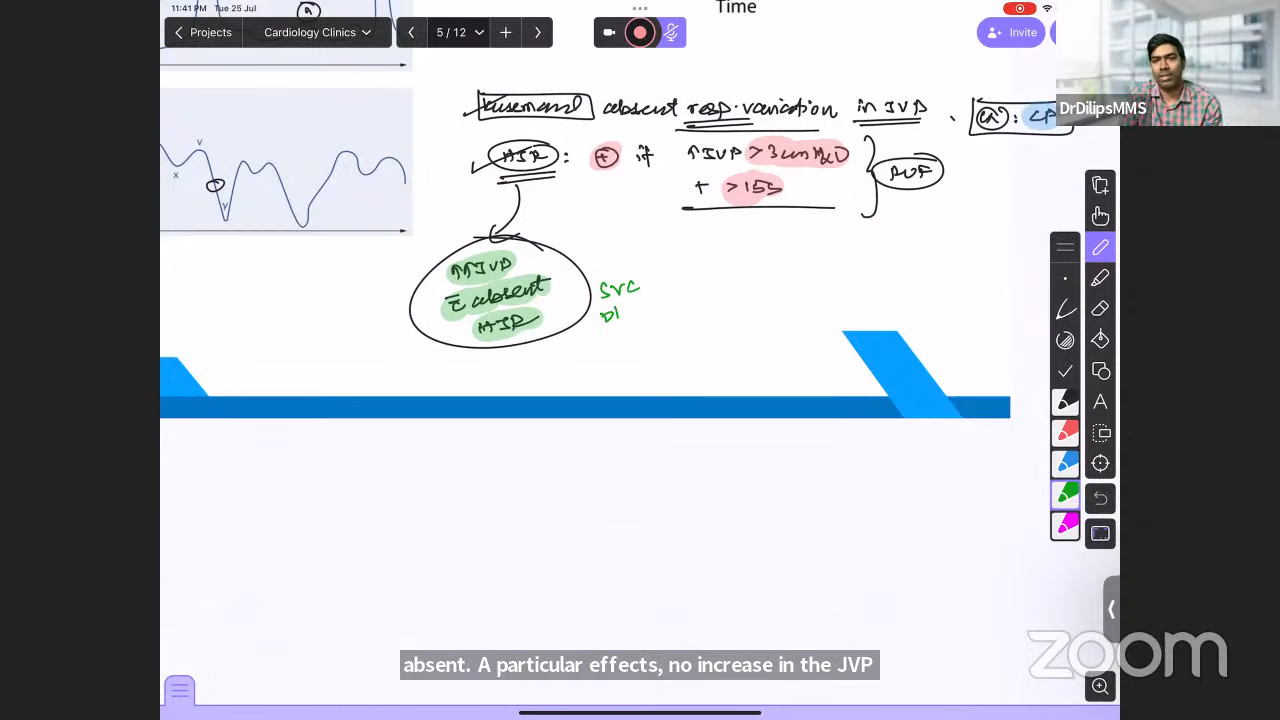 Time
11:41 PM Tue 25 Jul
Projects
Cardiology Clinics
5 / 12
Invite
DrDilipsMMS
a
Kussmaul absent resp. variation in JVP
HJR : + if ↑JVP > 3cm H2O
+ > 15s
RVF
v
x
y
↑↑JVP
c̄ absent
HJR
SVC
A
absent. A particular effects, no increase in the JVP
zoom